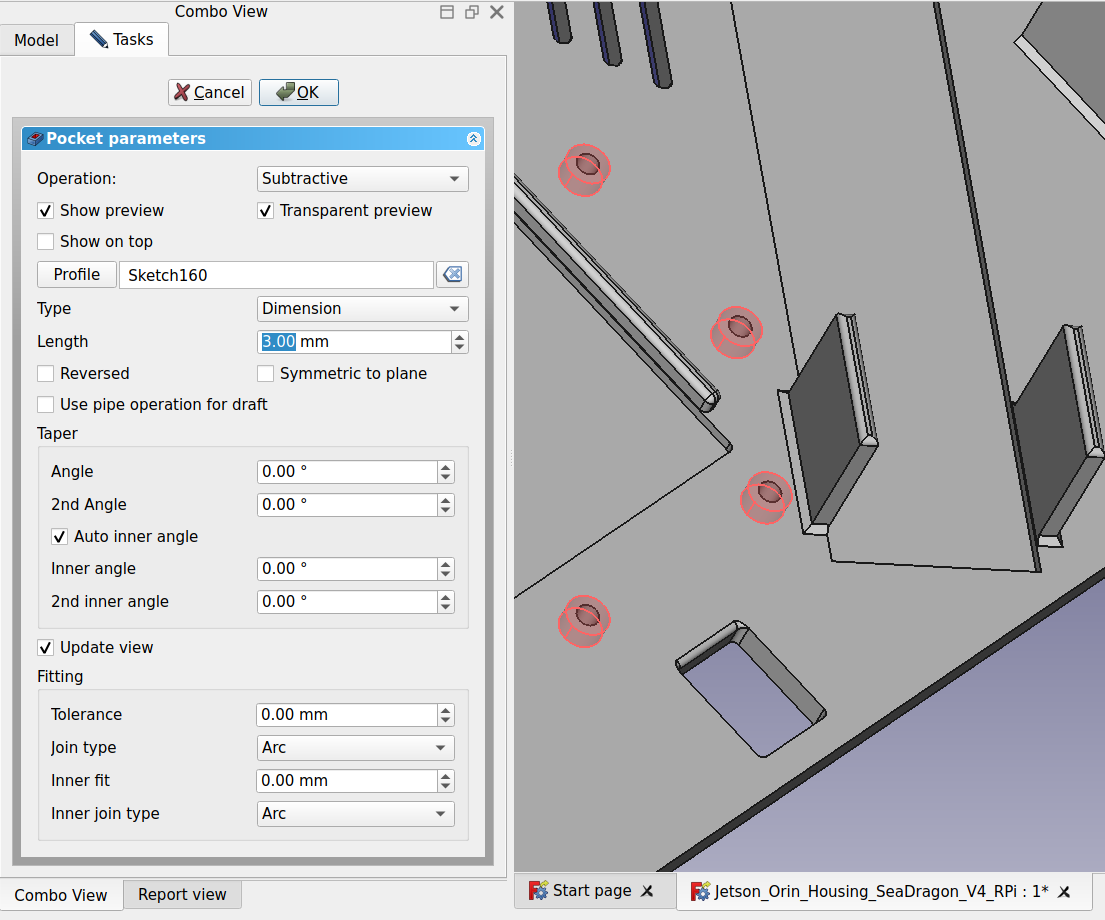 Combo View
Model
Tasks
Cancel
OK
Pocket parameters
Operation:
Subtractive
Show preview
Transparent preview
Show on top
Profile
Sketch160
Type
Dimension
Length
3.00 mm
Reversed
Symmetric to plane
Use pipe operation for draft
Taper
Angle
0.00 °
2nd Angle
0.00 °
Auto inner angle
Inner angle
0.00 °
2nd inner angle
0.00 °
Update view
Fitting
Tolerance
0.00 mm
Join type
Arc
Inner fit
0.00 mm
Inner join type
Arc
Combo View
Report view
Start page
Jetson_Orin_Housing_SeaDragon_V4_RPi : 1*